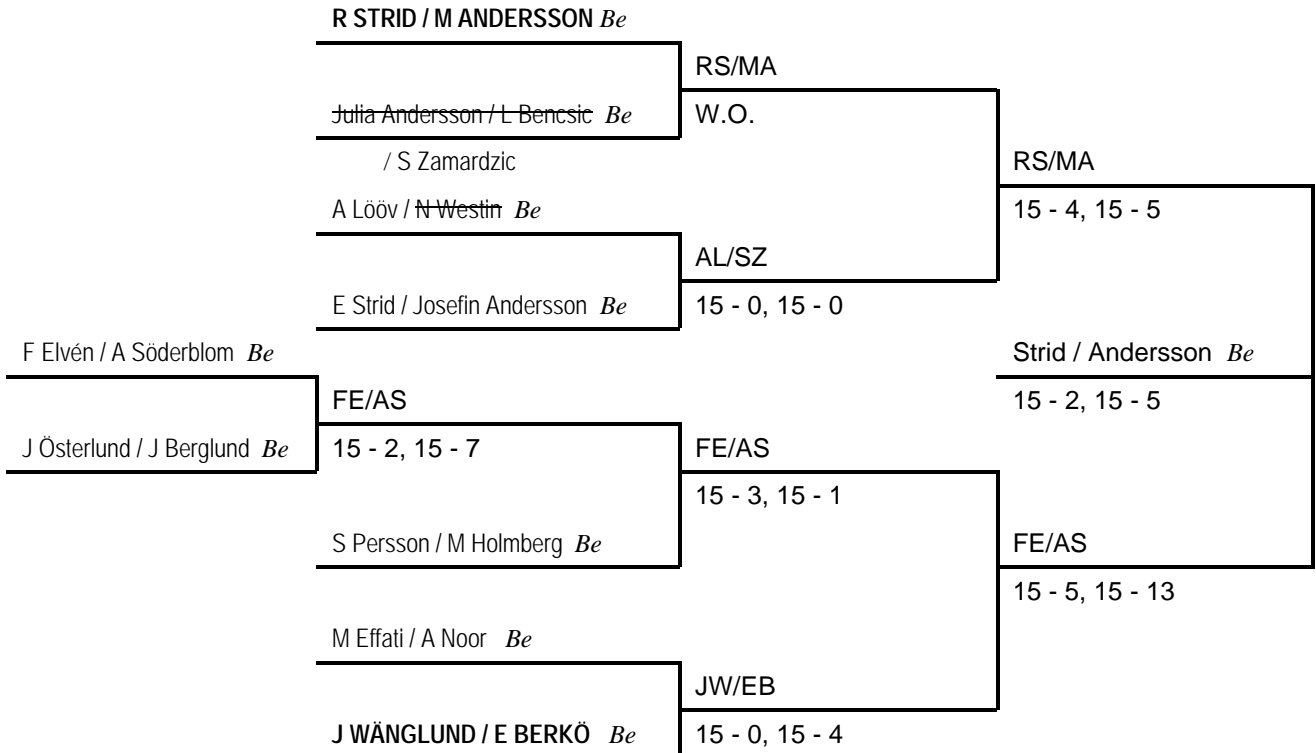 R STRID / M ANDERSSON Be
RS/MA
Julia Andersson / L Bencsic Be
W.O.
/ S Zamardzic
RS/MA
A Lööv / N Westin Be
15 - 4, 15 - 5
AL/SZ
E Strid / Josefin Andersson Be
15 - 0, 15 - 0
F Elvén / A Söderblom Be
Strid / Andersson Be
FE/AS
15 - 2, 15 - 5
J Österlund / J Berglund Be
15 - 2, 15 - 7
FE/AS
15 - 3, 15 - 1
S Persson / M Holmberg Be
FE/AS
15 - 5, 15 - 13
M Effati / A Noor Be
JW/EB
J WÄNGLUND / E BERKÖ Be
15 - 0, 15 - 4